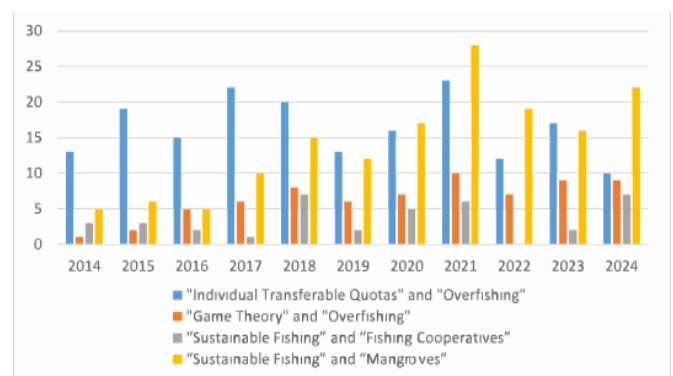 30
25
20
15
10
5
0
2014 2015 2016 2017 2018 2019 2020 2021 2022 2023 2024
"Individual Transferable Quotas" and "Overfishing"
"Game Theory" and "Overfishing"
“Sustainable Fishing” and “Fishing Cooperatives”
“Sustainable Fishing” and “Mangroves”